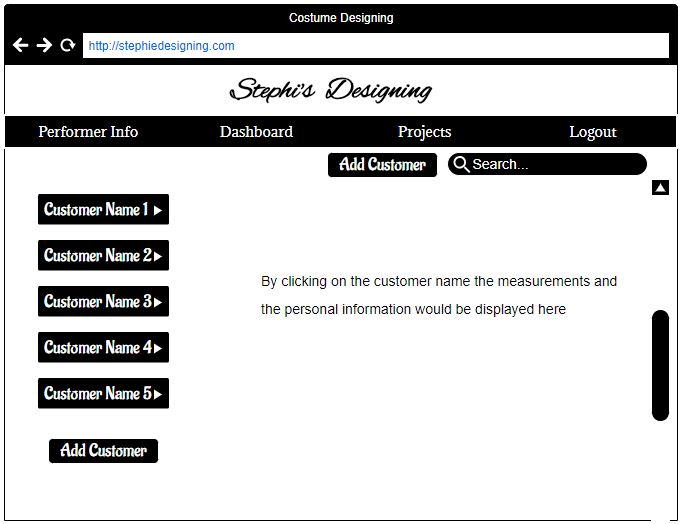 Costume Designing
http://stephiedesigning.com
Stephi's Designing
Performer Info Dashboard Projects Logout
Add Customer Search...
Customer Name 1
Customer Name 2
Customer Name 3
Customer Name 4
Customer Name 5
By clicking on the customer name the measurements and
the personal information would be displayed here
Add Customer